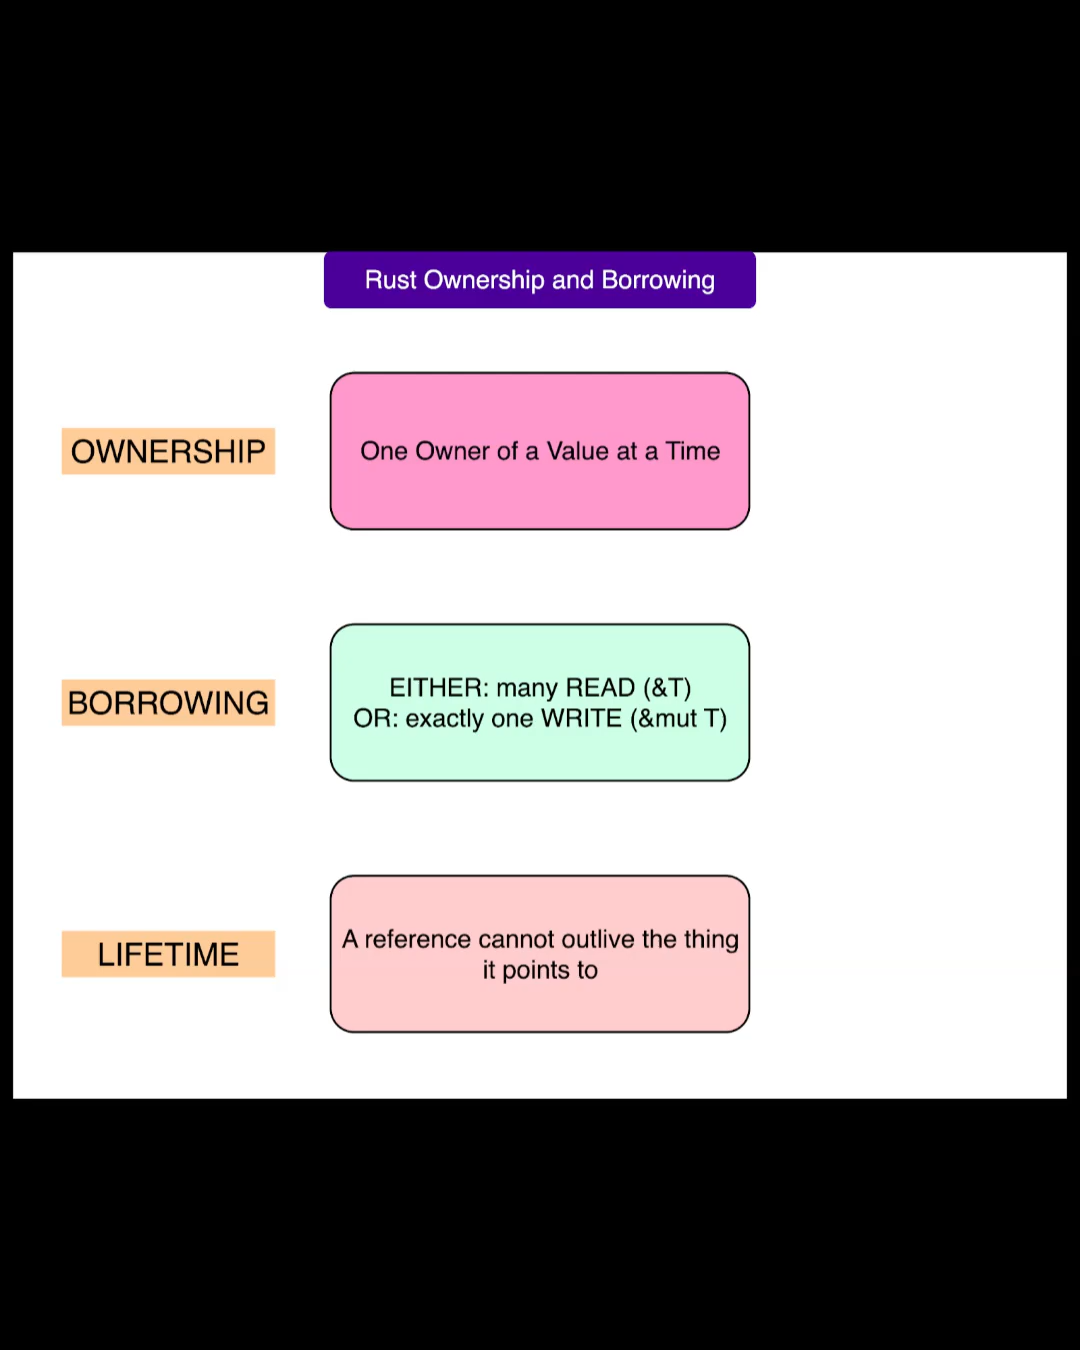 Rust Ownership and Borrowing
OWNERSHIP
One Owner of a Value at a Time
BORROWING
EITHER: many READ (&T)
OR: exactly one WRITE (&mut T)
LIFETIME
A reference cannot outlive the thing
it points to